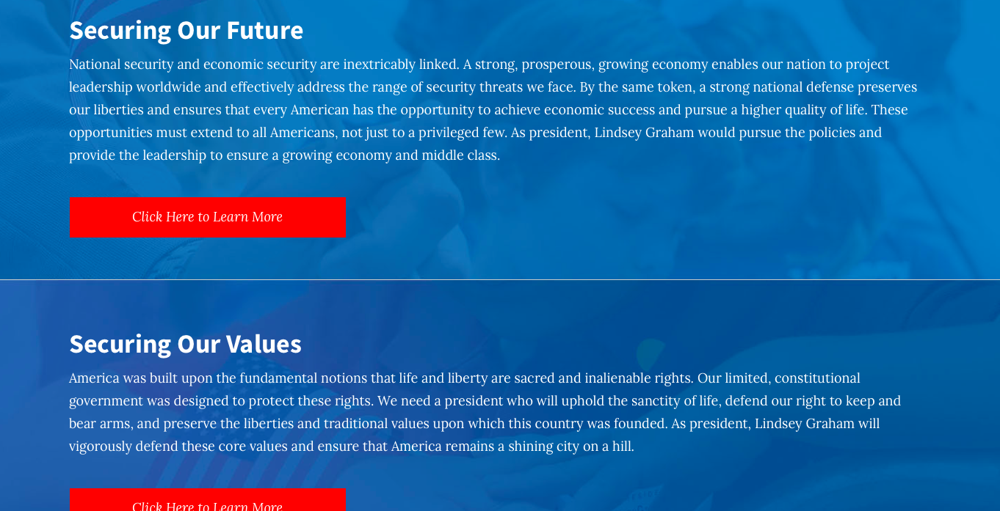 Securing Our Future
National security and economic security are inextricably linked. A strong, prosperous, growing economy enables our nation to project
leadership worldwide and effectively address the range of security threats we face. By the same token, a strong national defense preserves
our liberties and ensures that every American has the opportunity to achieve economic success and pursue a higher quality of life. These
opportunities must extend to all Americans, not just to a privileged few. As president, Lindsey Graham would pursue the policies and
provide the leadership to ensure a growing economy and middle class.
Click Here to Learn More
Securing Our Values
America was built upon the fundamental notions that life and liberty are sacred and inalienable rights. Our limited, constitutional
government was designed to protect these rights. We need a president who will uphold the sanctity of life, defend our right to keep and
bear arms, and preserve the liberties and traditional values upon which this country was founded. As president, Lindsey Graham will
vigorously defend these core values and ensure that America remains a shining city on a hill.
Click Here to Learn More